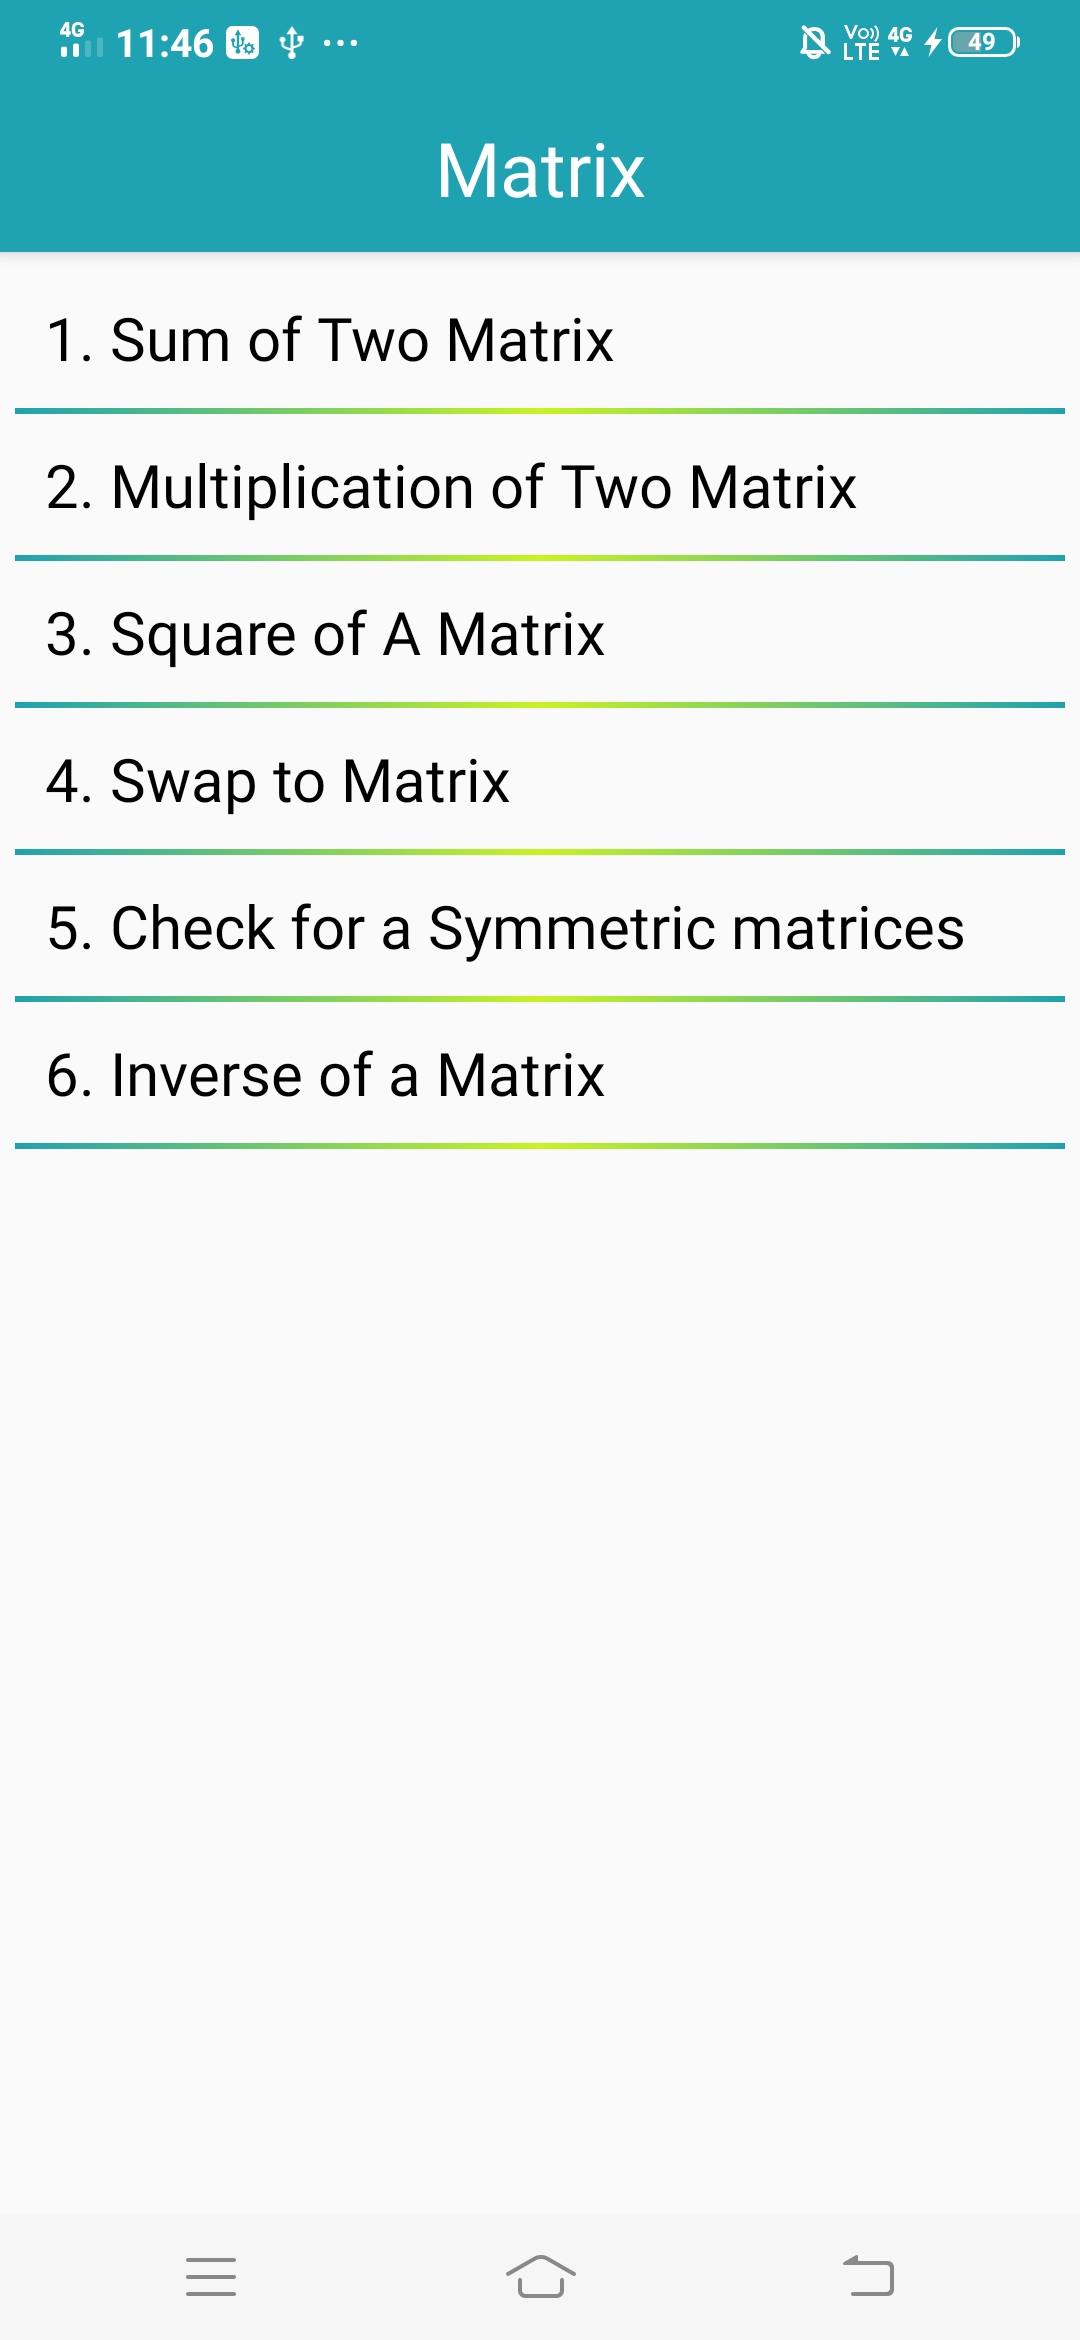 4G 11:46 Vo)) LTE 4G 49
Matrix
1. Sum of Two Matrix
2. Multiplication of Two Matrix
3. Square of A Matrix
4. Swap to Matrix
5. Check for a Symmetric matrices
6. Inverse of a Matrix